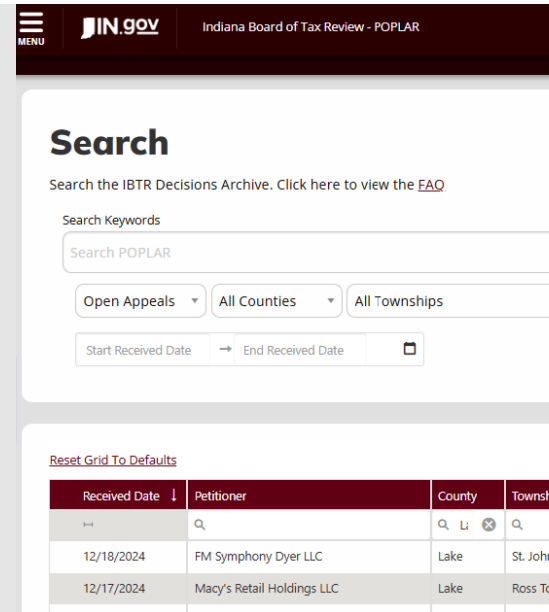 MENU
IN.gov
Indiana Board of Tax Review - POPLAR
Search
Search the IBTR Decisions Archive. Click here to view the FAQ
Search Keywords
Search POPLAR
Open Appeals All Counties All Townships
Start Received Date → End Received Date
Reset Grid To Defaults
Received Date ↓ Petitioner County
12/18/2024 FM Symphony Dyer LLC Lake St.
12/17/2024 Macy's Retail Holdings LLC Lake Ross